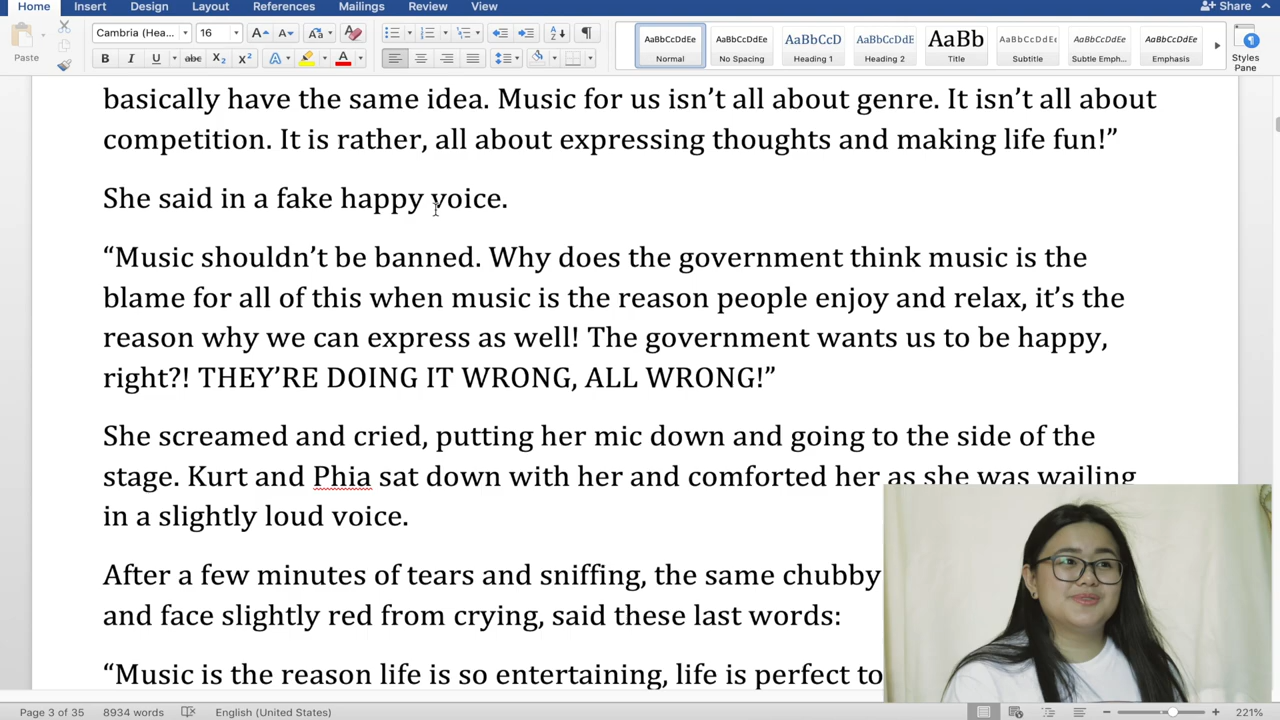 Home Insert Design Layout References Mailings Review View Share
Paste Cambria (Hea... 16 AaBbCcDdEe AaBbCcDdEe AaBbCcD AaBbCcDdE AaBb AaBbCcDdEe AaBbCcDdEe AaBbCcDdEe
B I U abc X2 X2 A A Normal No Spacing Heading 1 Heading 2 Title Subtitle Subtle Emph... Emphasis Styles Pane
basically have the same idea. Music for us isn’t all about genre. It isn’t all about
competition. It is rather, all about expressing thoughts and making life fun!”
She said in a fake happy voice.
“Music shouldn’t be banned. Why does the government think music is the
blame for all of this when music is the reason people enjoy and relax, it’s the
reason why we can express as well! The government wants us to be happy,
right?! THEY’RE DOING IT WRONG, ALL WRONG!”
She screamed and cried, putting her mic down and going to the side of the
stage. Kurt and Phia sat down with her and comforted her as she was wailing
in a slightly loud voice.
After a few minutes of tears and sniffing, the same chubby
and face slightly red from crying, said these last words:
“Music is the reason life is so entertaining, life is perfect to
Page 3 of 35 8934 words English (United States) 221%